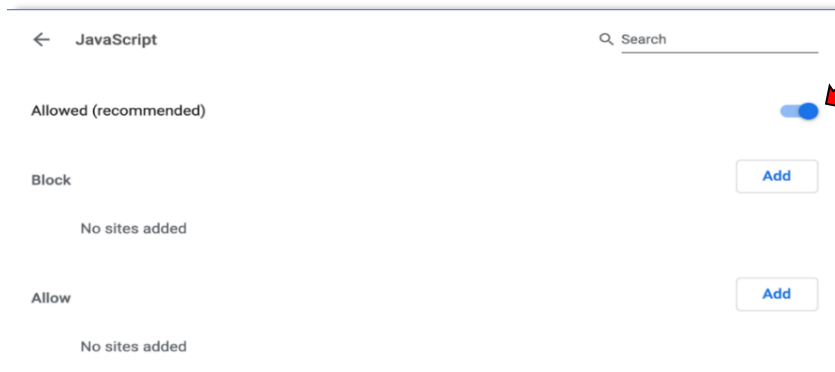 JavaScript
Search
Allowed (recommended)
Block
Add
No sites added
Allow
Add
No sites added